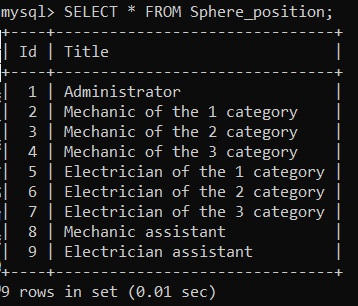 mysql> SELECT * FROM Sphere_position;
+----+-------------------------------+
| Id | Title                         |
+----+-------------------------------+
|  1 | Administrator                 |
|  2 | Mechanic of the 1 category    |
|  3 | Mechanic of the 2 category    |
|  4 | Mechanic of the 3 category    |
|  5 | Electrician of the 1 category |
|  6 | Electrician of the 2 category |
|  7 | Electrician of the 3 category |
|  8 | Mechanic assistant            |
|  9 | Electrician assistant         |
+----+-------------------------------+
9 rows in set (0.01 sec)